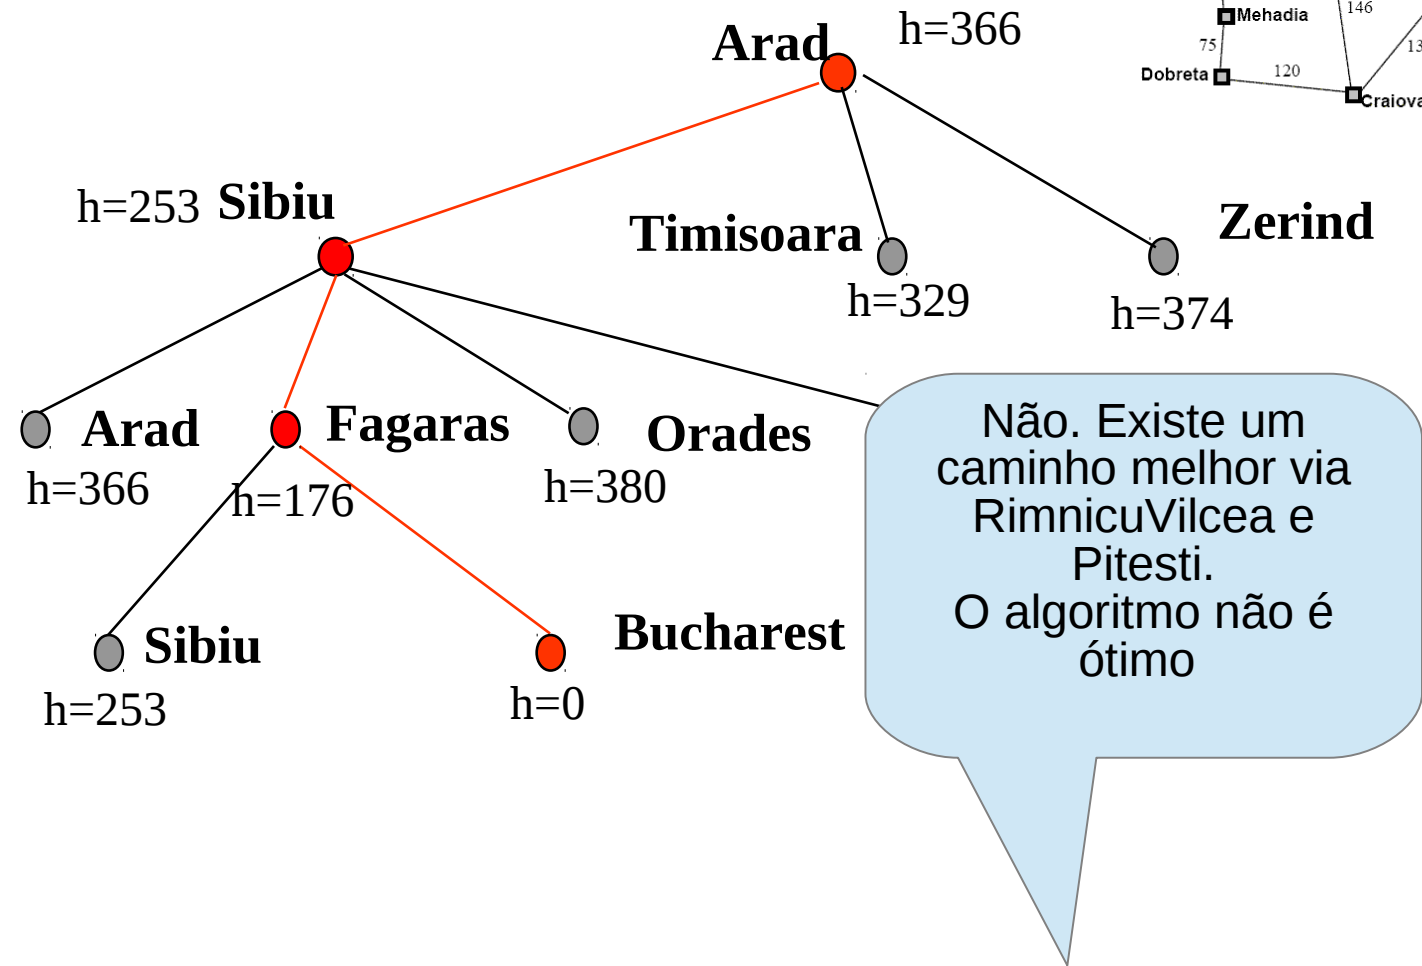 Arad
h=366
Mehadia
146
75
13
Dobreta
120
Craiova
h=253 Sibiu
Timisoara
h=329
Zerind
h=374
Arad
h=366
Fagaras
h=176
Orades
h=380
Não. Existe um
caminho melhor via
RimnicuVilcea e
Pitesti.
O algoritmo não é
ótimo
Sibiu
h=253
Bucharest
h=0